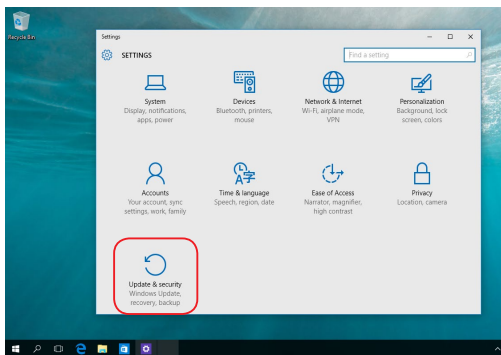 Recycle Bin
Settings
SETTINGS
Find a setting
System
Display, notifications,
apps, power
Devices
Bluetooth, printers,
mouse
Network & Internet
Wi-Fi, airplane mode,
VPN
Personalization
Background, lock
screen, colors
Accounts
Your account, sync
settings, work, family
Time & language
Speech, region, date
Ease of Access
Narrator, magnifier,
high contrast
Privacy
Location, camera
Update & security
Windows Update,
recovery, backup